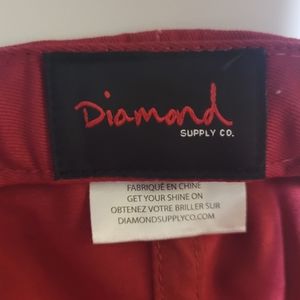 Diamond
SUPPLY CO.
FABRIQUÉ EN CHINE
GET YOUR SHINE ON
OBTENEZ VOTRE BRILLER SUR
DIAMONDSUPPLYCO.COM